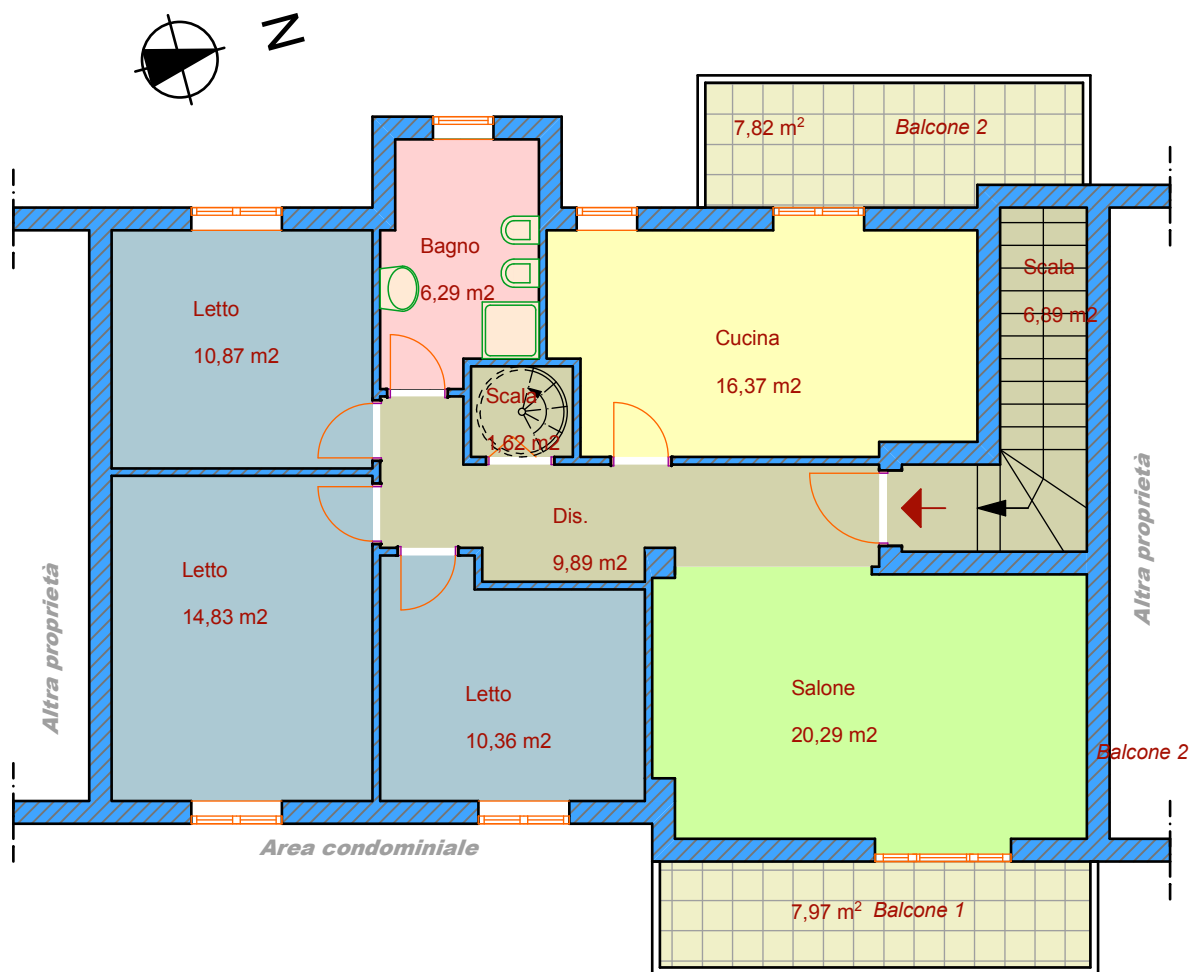 N
7,82 m² Balcone 2
Bagno
6,29 m2
Scala
6,89 m2
Letto
10,87 m2
Cucina
16,37 m2
Scala
1,62 m2
Dis.
9,89 m2
Altra proprietà
Letto
14,83 m2
Altra proprietà
Letto
10,36 m2
Salone
20,29 m2
Balcone 2
Area condominiale
7,97 m² Balcone 1